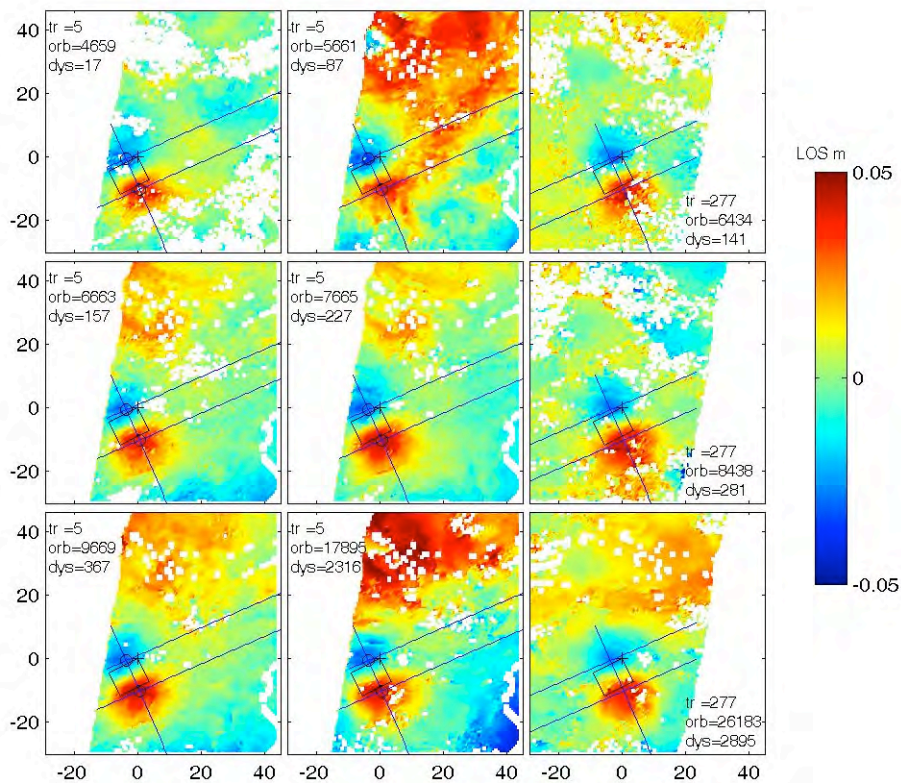 tr =5
orb=4659
dys=17
tr =5
orb=5661
dys=87
tr =277
orb=6434
dys=141
40
20
0
-20
tr =5
orb=6663
dys=157
tr =5
orb=7665
dys=227
tr =277
orb=8438
dys=281
40
20
0
-20
tr =5
orb=9669
dys=367
tr =5
orb=17895
dys=2316
tr =277
orb=26183
dys=2895
40
20
0
-20
-20 0 20 40
-20 0 20 40
-20 0 20 40
LOS m
0.05
0
-0.05